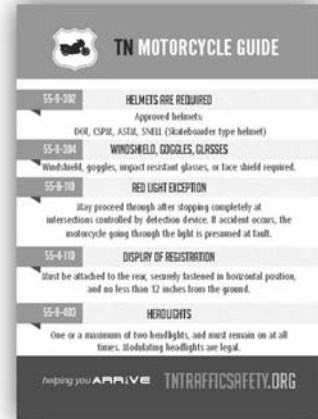 TN MOTORCYCLE GUIDE
55-9-302 HELMETS ARE REQUIRED
Approved helmets:
DOT, CSPM, ASTM, SNELL (Skateboarder type helmet)
55-9-304 WINDSHIELD, GOGGLES, GLASSES
Windshield, goggles, impact resistant glasses, or face shield required.
55-8-110 RED LIGHT EXCEPTION
May proceed through after stopping completely at
intersections controlled by detection device. If accident occurs, the
motorcycle going through the light is presumed at fault.
55-4-110 DISPLAY OF REGISTRATION
Must be attached to the rear, securely fastened in horizontal position,
and no less than 12 inches from the ground.
55-9-403 HEADLIGHTS
One or a maximum of two headlights, and must remain on at all
times. Modulating headlights are legal.
helping you ARRIVE TNTRAFFICSAFETY.ORG